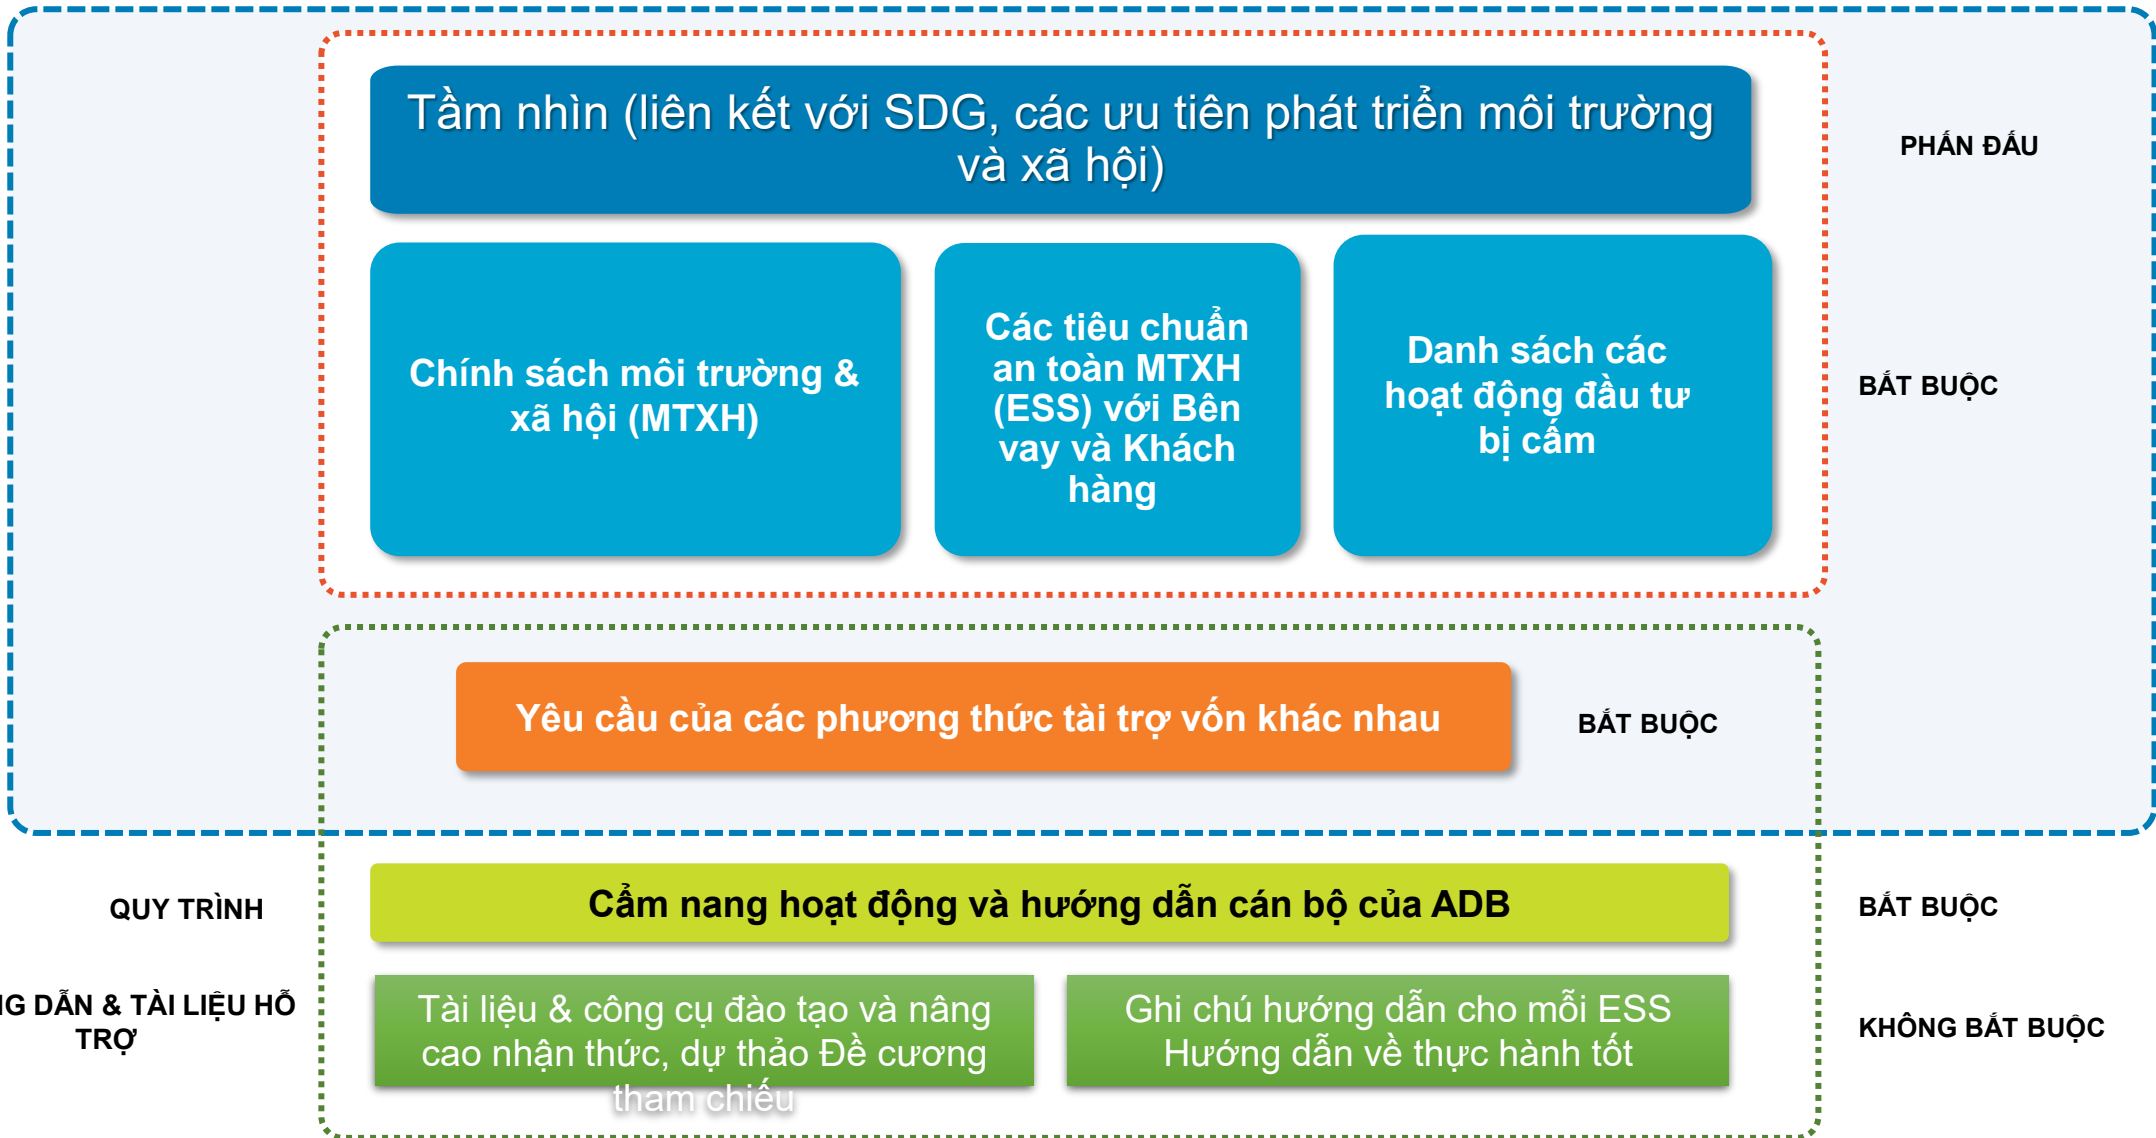 Tầm nhìn (liên kết với SDG, các ưu tiên phát triển môi trường
và xã hội)
PHẤN ĐẤU
Chính sách môi trường &
xã hội (MTXH)
Các tiêu chuẩn
an toàn MTXH
(ESS) với Bên
vay và Khách
hàng
Danh sách các
hoạt động đầu tư
bị cấm
BẮT BUỘC
Yêu cầu của các phương thức tài trợ vốn khác nhau
BẮT BUỘC
QUY TRÌNH
Cẩm nang hoạt động và hướng dẫn cán bộ của ADB
BẮT BUỘC
NG DẪN & TÀI LIỆU HỖ
TRỢ
Tài liệu & công cụ đào tạo và nâng
cao nhận thức, dự thảo Đề cương
tham chiếu
Ghi chú hướng dẫn cho mỗi ESS
Hướng dẫn về thực hành tốt
KHÔNG BẮT BUỘC